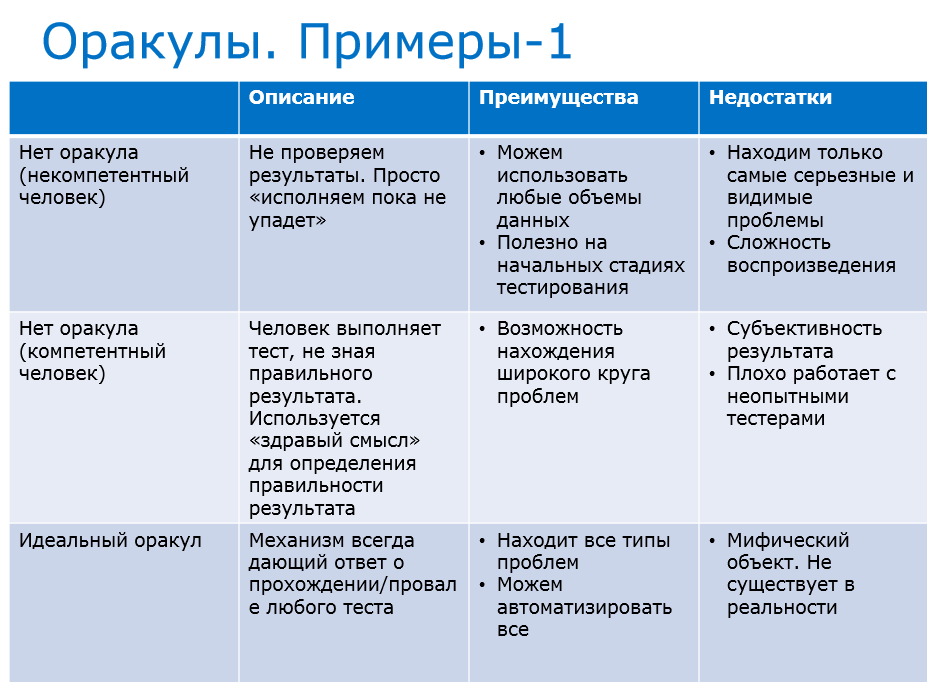 Оракулы. Примеры-1
Описание
Преимущества
Недостатки
Нет оракула
(некомпетентный
человек)
Не проверяем
результаты. Просто
«исполняем пока не
упадет»
• Можем
использовать
любые объемы
данных
• Полезно на
начальных стадиях
тестирования
• Находим только
самые серьезные и
видимые
проблемы
• Сложность
воспроизведения
Нет оракула
(компетентный
человек)
Человек выполняет
тест, не зная
правильного
результата.
Используется
«здравый смысл»
для определения
правильности
результата
• Возможность
нахождения
широкого круга
проблем
• Субъективность
результата
• Плохо работает с
неопытными
тестерами
Идеальный оракул
Механизм всегда
дающий ответ о
прохождении/провал
е любого теста
• Находит все типы
проблем
• Можем
автоматизировать
все
• Мифический
объект. Не
существует в
реальности